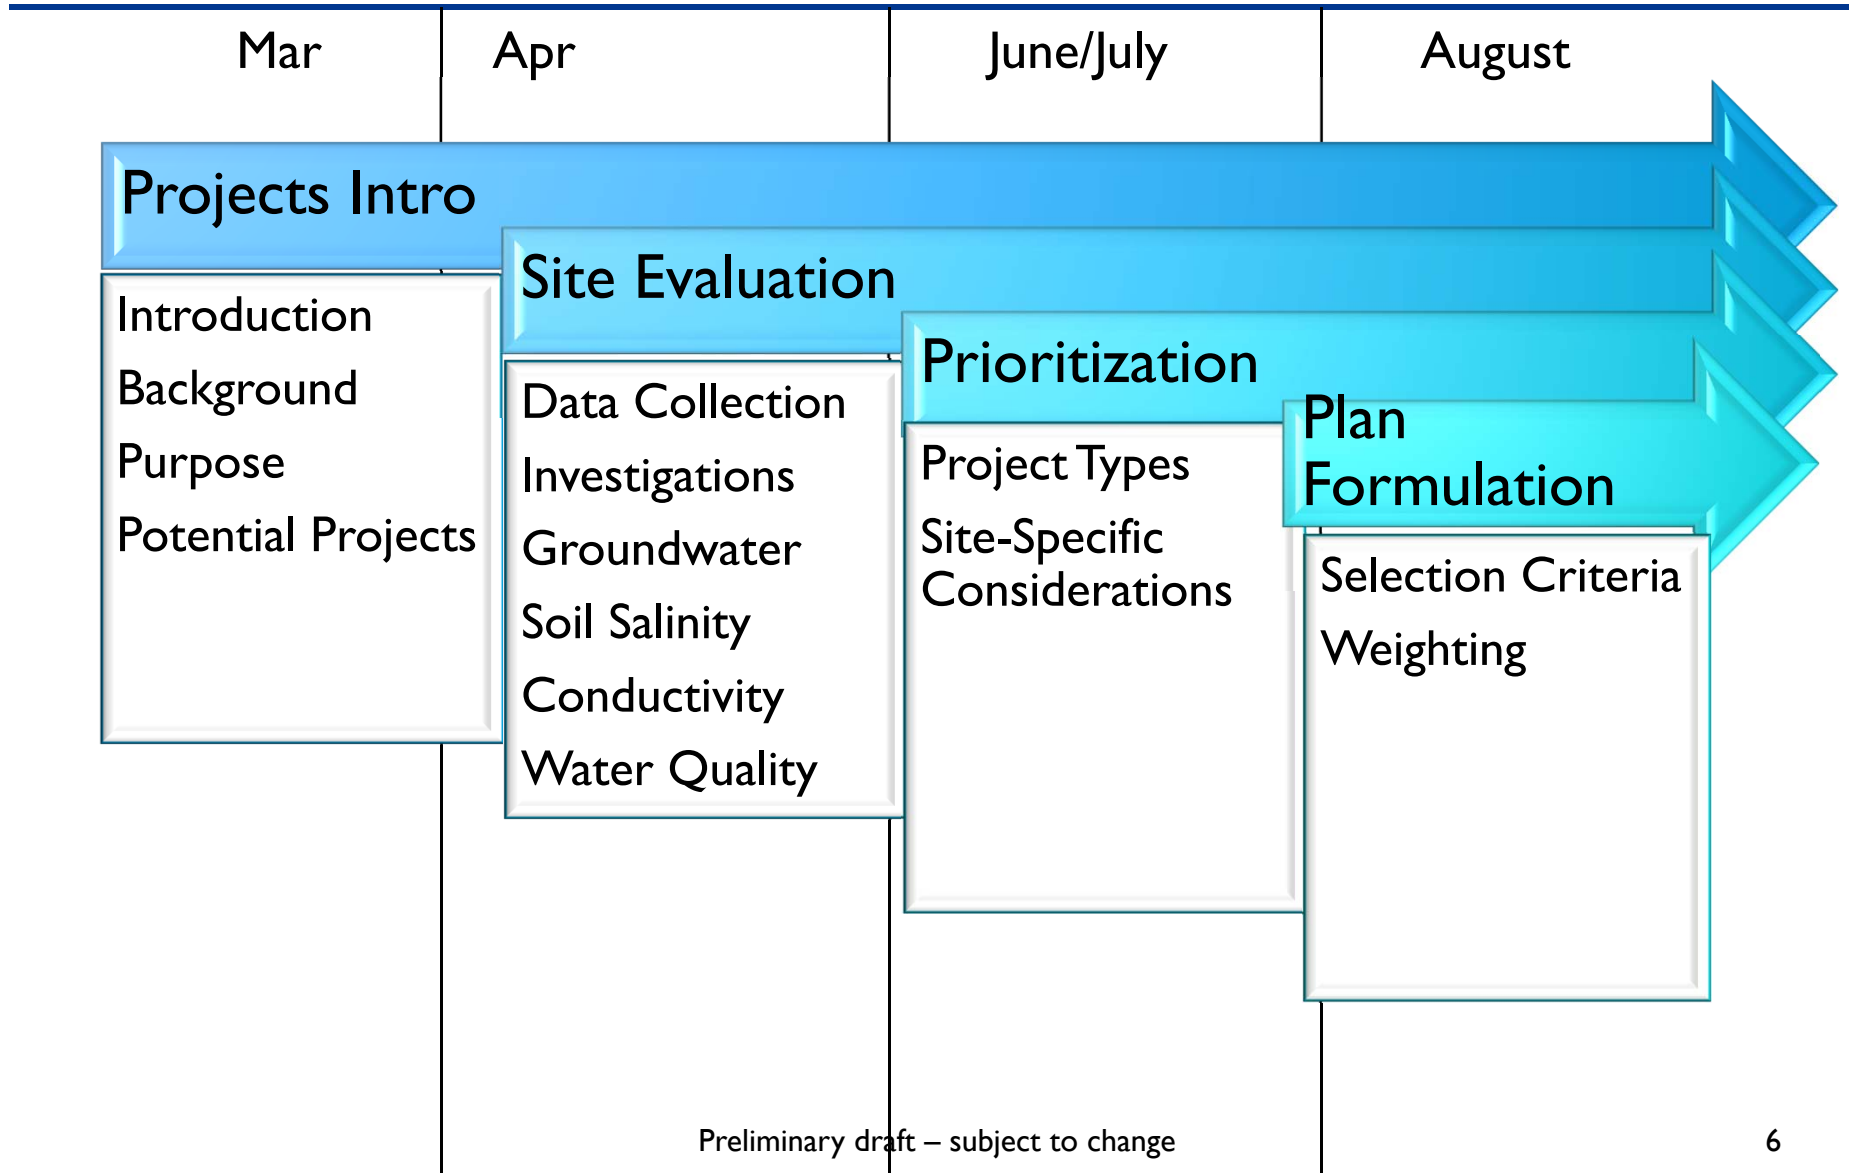 Mar
Apr
June/July
August
Projects Intro
Introduction
Background
Purpose
Potential Projects
Site Evaluation
Data Collection
Investigations
Groundwater
Soil Salinity
Conductivity
Water Quality
Prioritization
Project Types
Site-Specific
Considerations
Plan
Formulation
Selection Criteria
Weighting
Preliminary draft – subject to change
6